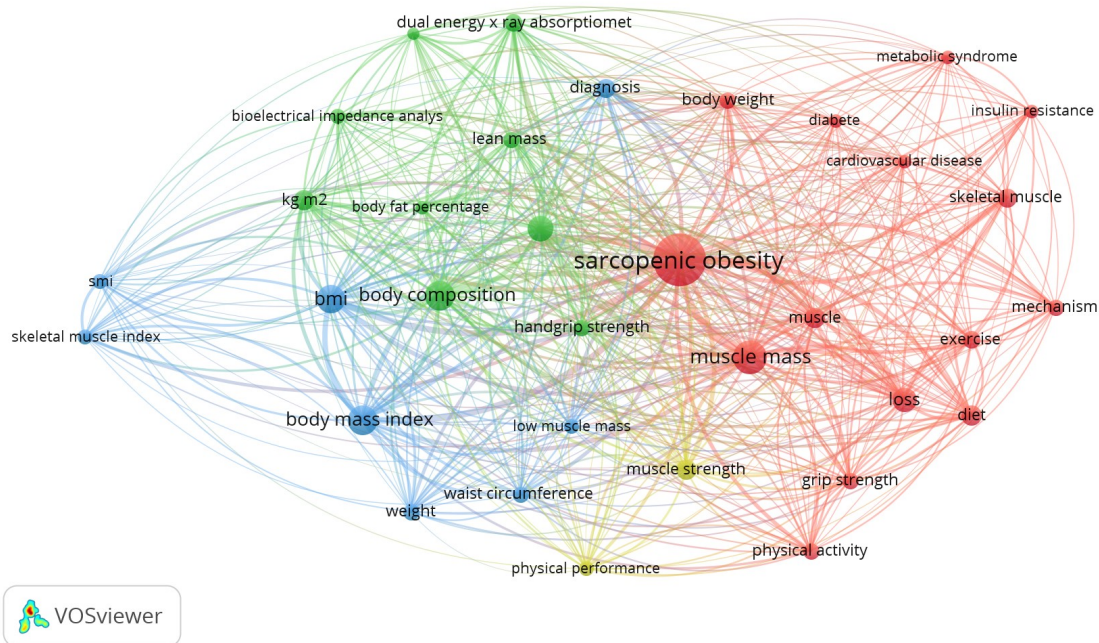 dual energy x ray absorptiomet
metabolic syndrome
diagnosis
body weight
insulin resistance
bioelectrical impedance analys
diabete
lean mass
cardiovascular disease
kg m2
body fat percentage
skeletal muscle
sarcopenic obesity
smi
bmi
body composition
mechanism
skeletal muscle index
handgrip strength
muscle
exercise
muscle mass
loss
body mass index
low muscle mass
diet
muscle strength
grip strength
waist circumference
weight
physical activity
physical performance
VOSviewer